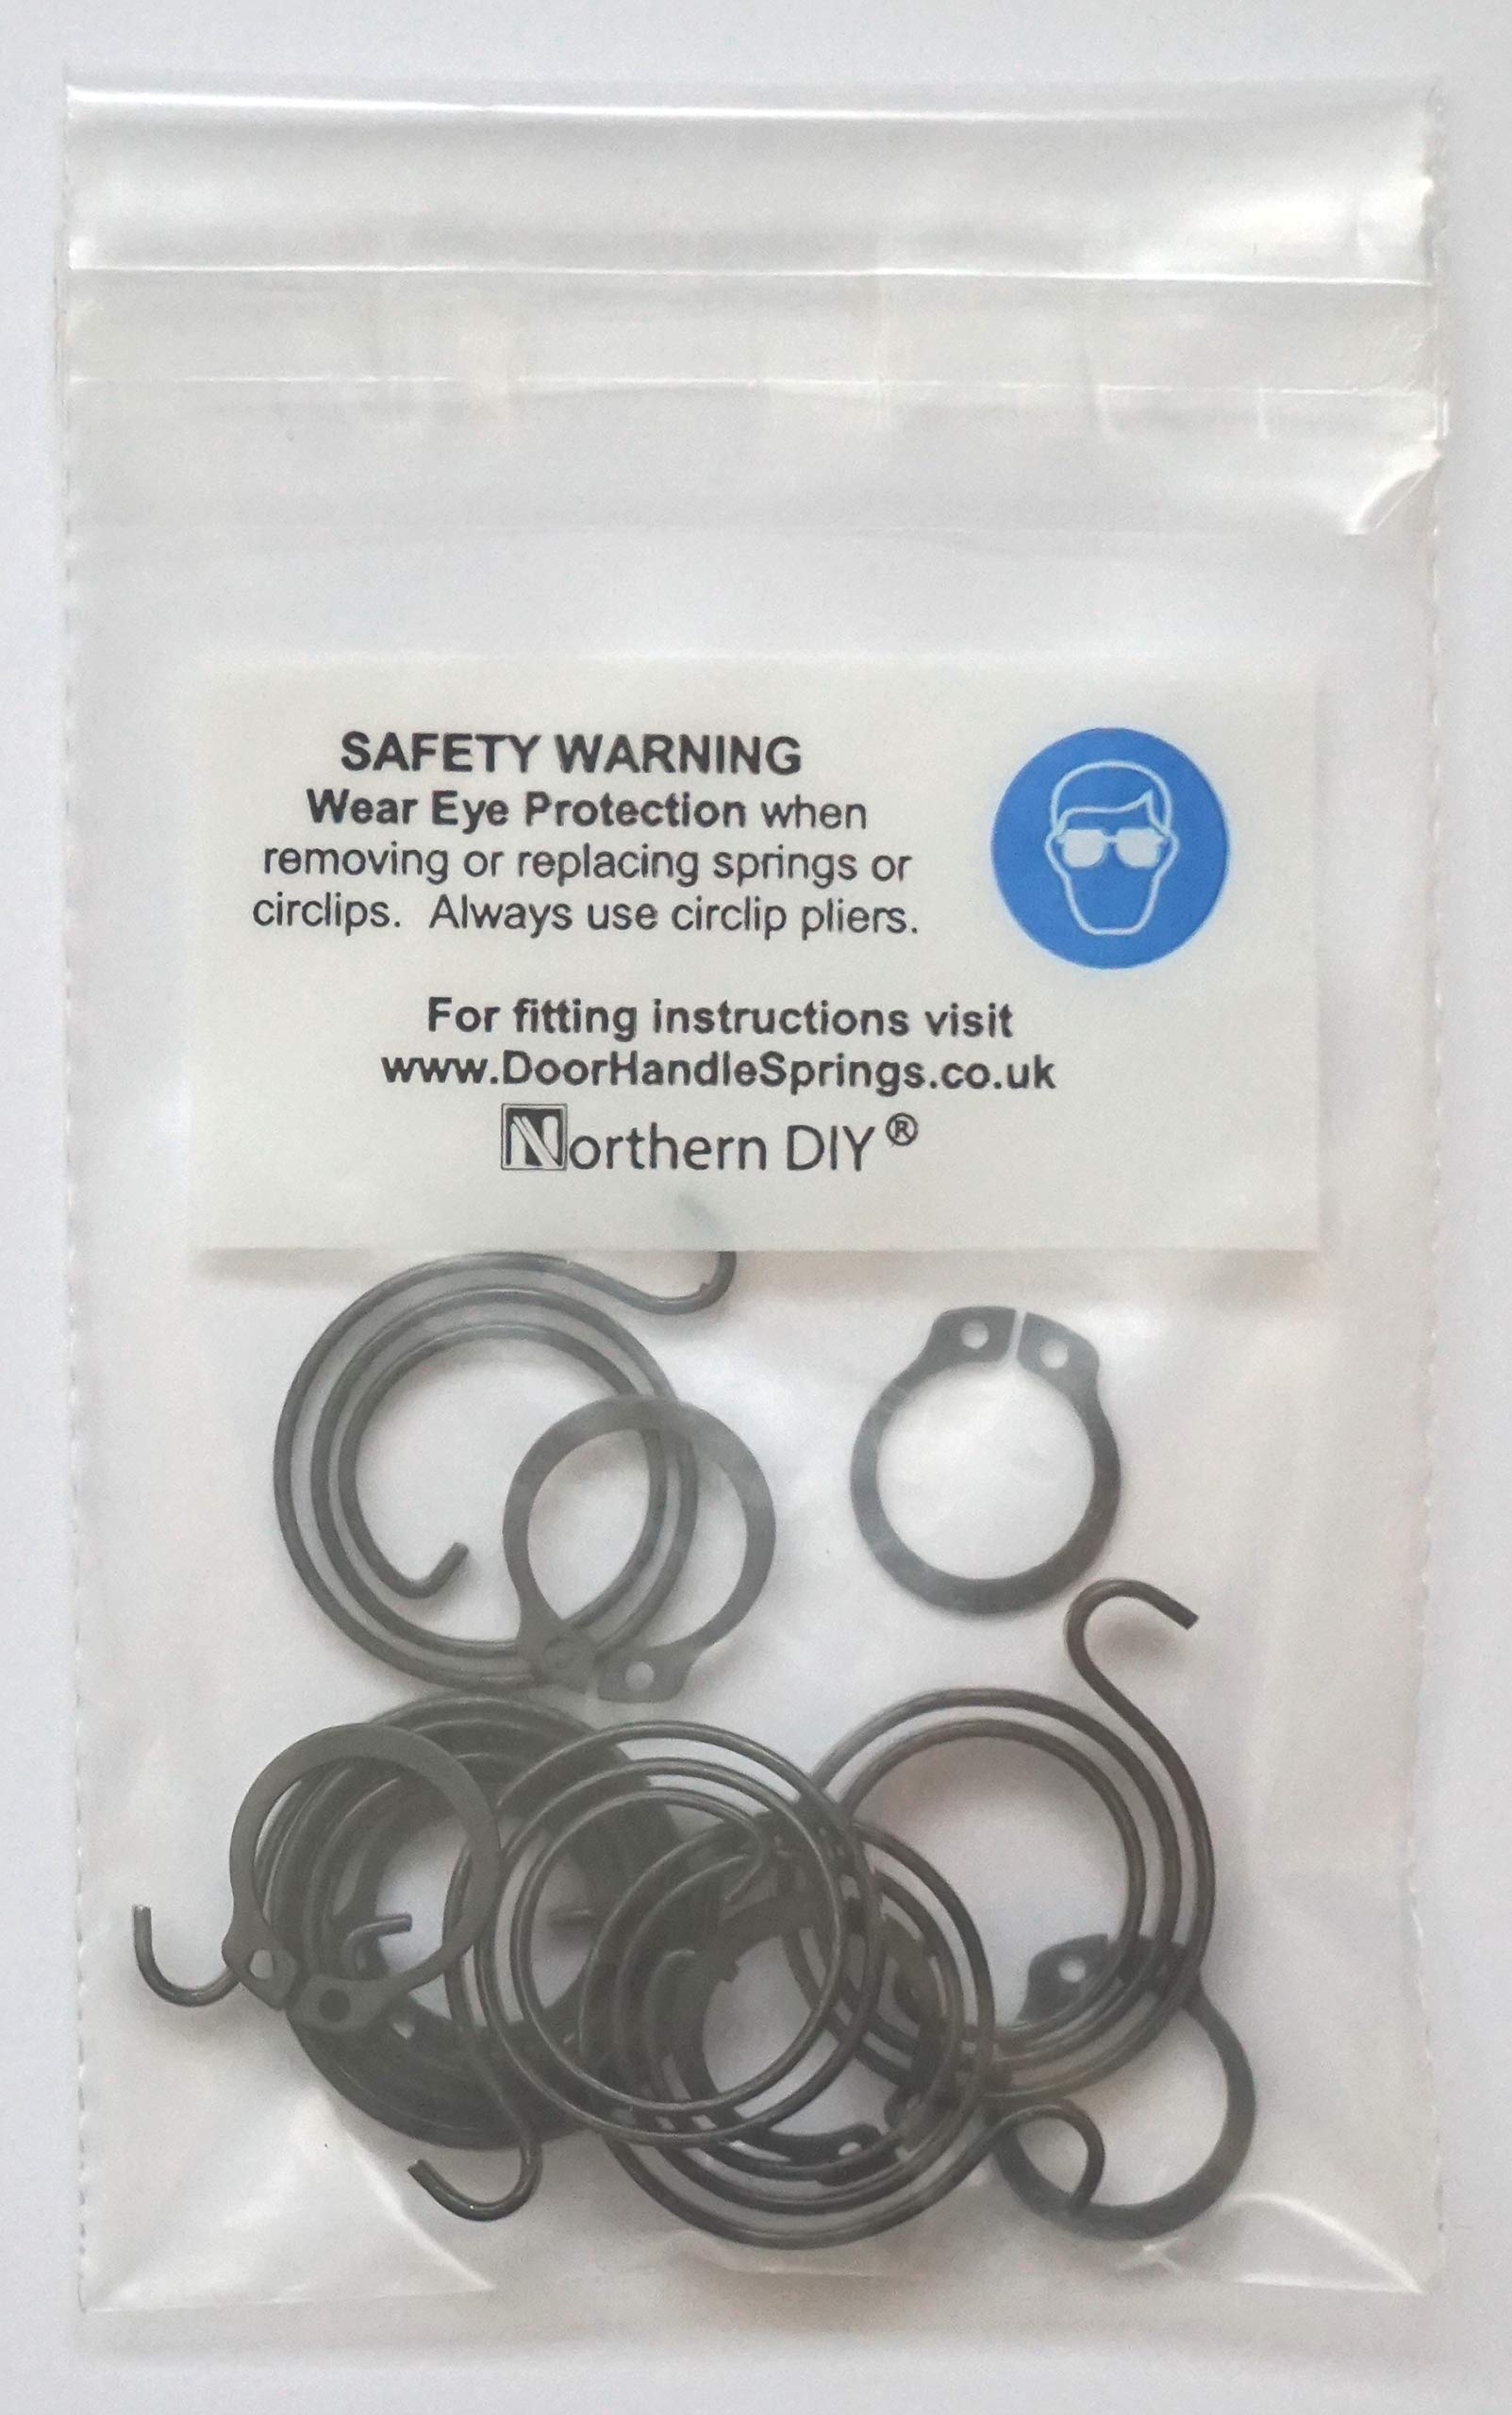 SAFETY WARNING
Wear Eye Protection when
removing or replacing springs or
circlips. Always use circlip pliers.
For fitting instructions visit
www.DoorHandleSprings.co.uk
Northern DIY®